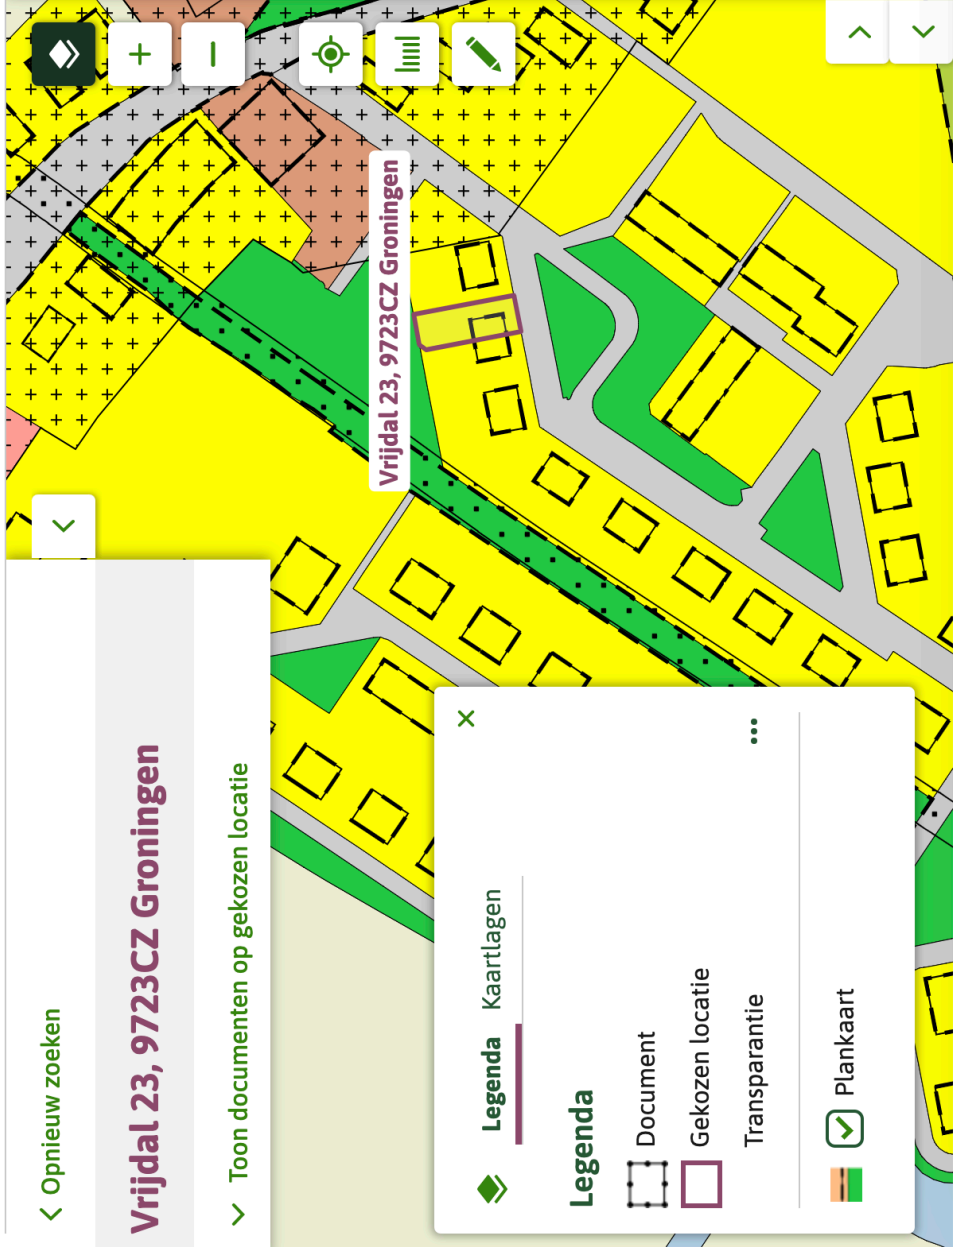 Opnieuw zoeken
Vrijdal 23, 9723CZ Groningen
Toon documenten op gekozen locatie
Vrijdal 23, 9723CZ Groningen
Legenda Kaartlagen
Legenda
Document
Gekozen locatie
Transparantie
Plankaart